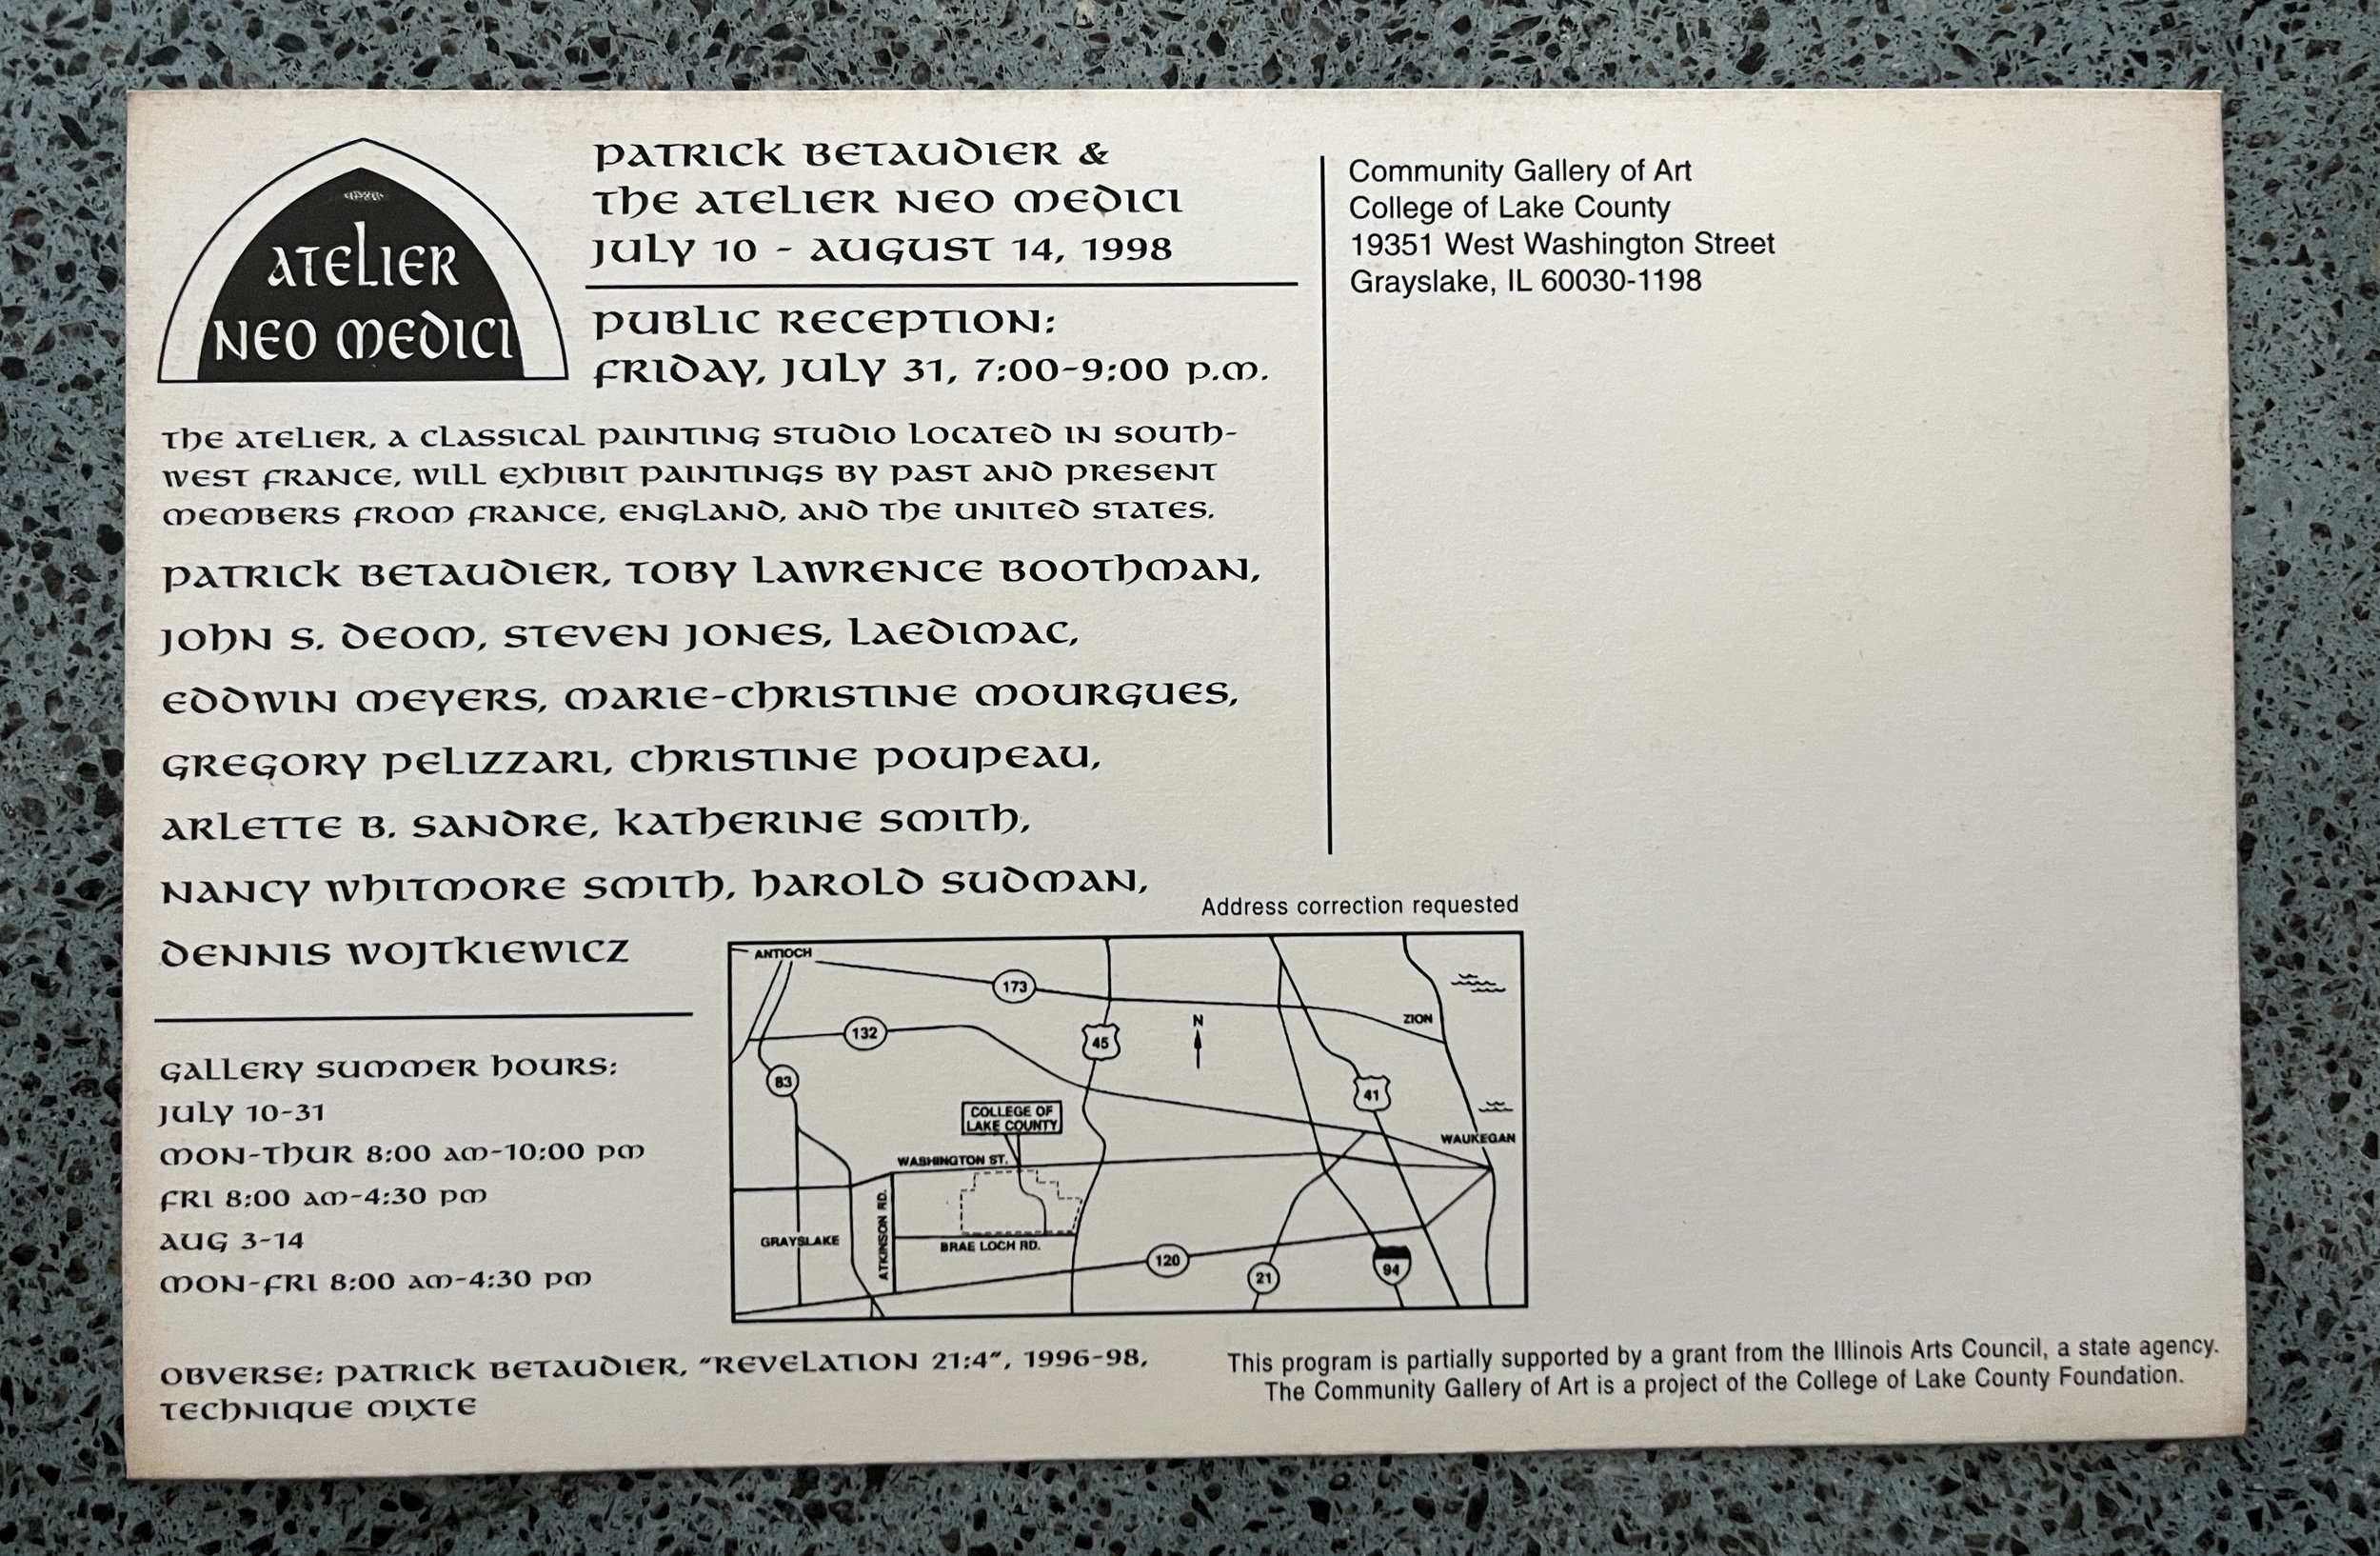 ATELIER
NEO MEDICI
PATRICK BETAUDIER &
THE ATELIER NEO MEDICI
JULY 10 - AUGUST 14, 1998
PUBLIC RECEPTION:
FRIDAY, JULY 31, 7:00-9:00 P.M.
THE ATELIER, A CLASSICAL PAINTING STUDIO LOCATED IN SOUTH-
WEST FRANCE, WILL EXHIBIT PAINTINGS BY PAST AND PRESENT
MEMBERS FROM FRANCE, ENGLAND, AND THE UNITED STATES.
PATRICK BETAUDIER, TOBY LAWRENCE BOOTHMAN,
JOHN S. DEOM, STEVEN JONES, LAEDIMAC,
EDDWIN MEYERS, MARIE-CHRISTINE MOURGUES,
GREGORY PELIZZARI, CHRISTINE POUPEAU,
ARLETTE B. SANDRE, KATHERINE SMITH,
NANCY WHITMORE SMITH, HAROLD SUDMAN,
DENNIS WOJTKIEWICZ
GALLERY SUMMER HOURS:
JULY 10-31
MON-THUR 8:00 AM-10:00 PM
FRI 8:00 AM-4:30 PM
AUG 3-14
MON-FRI 8:00 AM-4:30 PM
OBVERSE: PATRICK BETAUDIER, "REVELATION 21:4", 1996-98,
TECHNIQUE MIXTE
Community Gallery of Art
College of Lake County
19351 West Washington Street
Grayslake, IL 60030-1198
Address correction requested
ANTIOCH
173
132
45
N
ZION
83
41
COLLEGE OF
LAKE COUNTY
WAUKEGAN
WASHINGTON ST.
ATKINSON RD.
GRAYSLAKE
BRAE LOCH RD.
120
21
94
This program is partially supported by a grant from the Illinois Arts Council, a state agency.
The Community Gallery of Art is a project of the College of Lake County Foundation.